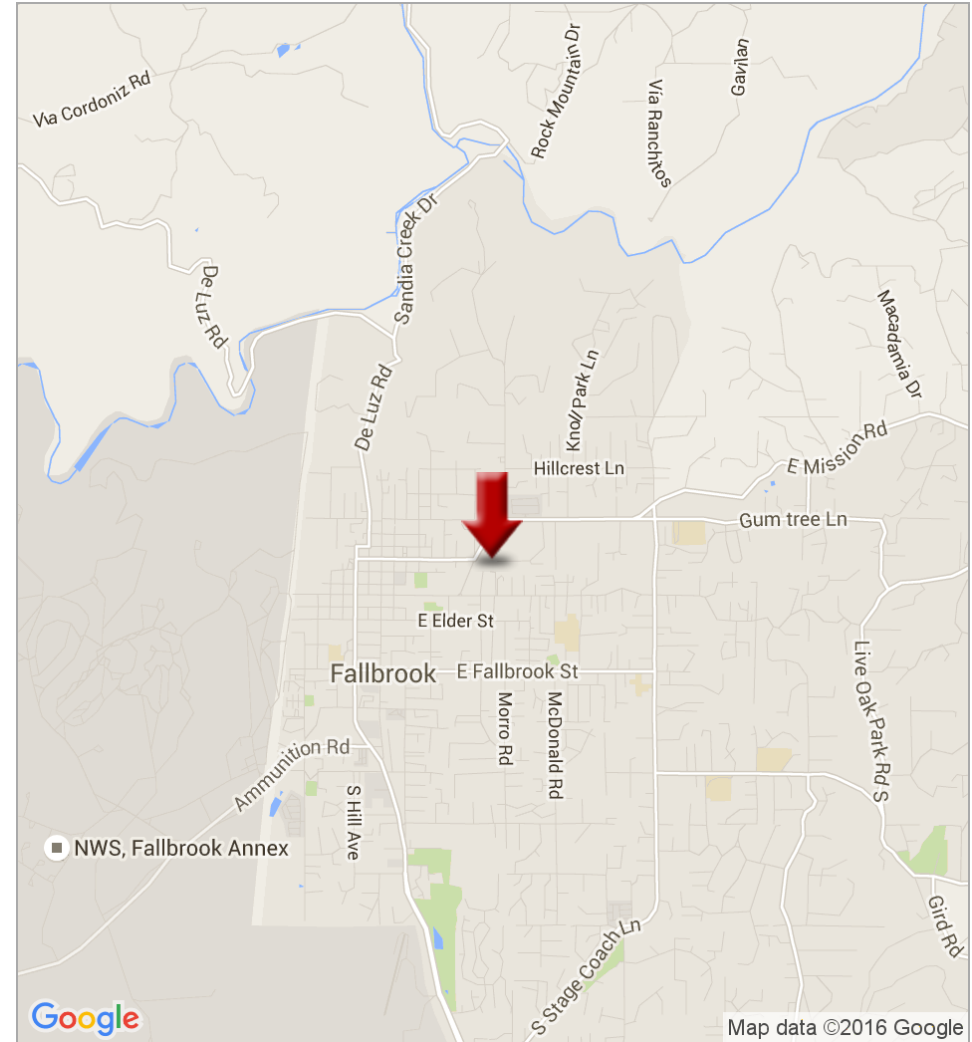 Via Cordoniz Rd
Rock Mountain Dr
Via Ranchitos
Gavilan
Sandia Creek Dr
De Luz Rd
Macadamia Dr
De Luz Rd
Knoll Park Ln
E Mission Rd
Hillcrest Ln
Gum tree Ln
E Elder St
Fallbrook
E Fallbrook St
Live Oak Park Rd S
Morro Rd
McDonald Rd
Ammunition Rd
S Hill Ave
NWS, Fallbrook Annex
Gird Rd
S Stage Coach Ln
Google
Map data ©2016 Google